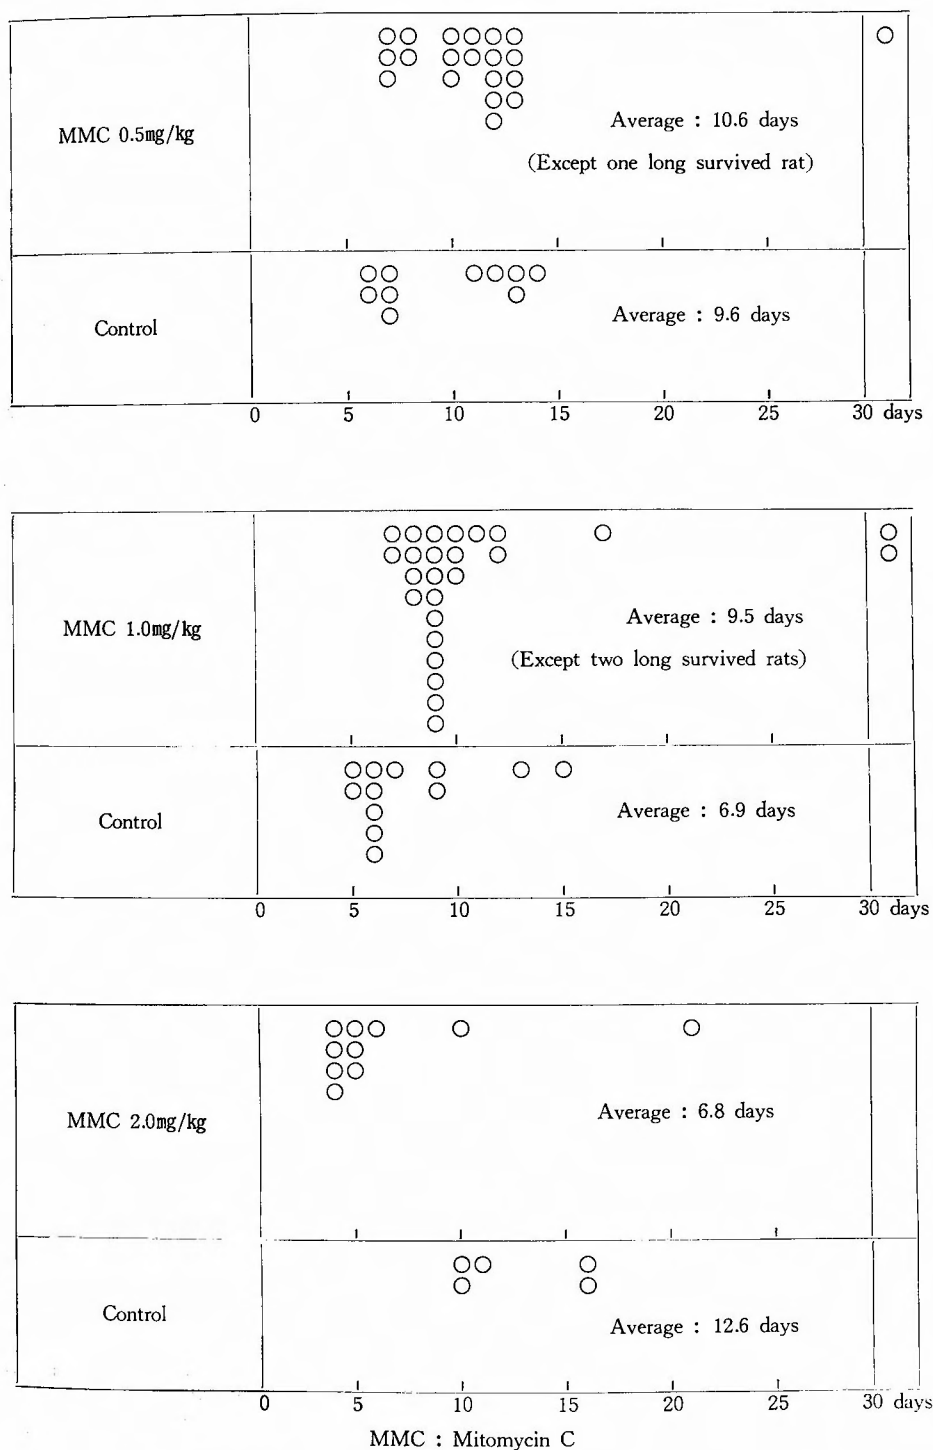 MMC 0.5mg/kg
Average : 10.6 days
(Except one long survived rat)
Control
Average : 9.6 days
0 5 10 15 20 25 30 days
MMC 1.0mg/kg
Average : 9.5 days
(Except two long survived rats)
Control
Average : 6.9 days
0 5 10 15 20 25 30 days
MMC 2.0mg/kg
Average : 6.8 days
Control
Average : 12.6 days
0 5 10 15 20 25 30 days
MMC : Mitomycin C